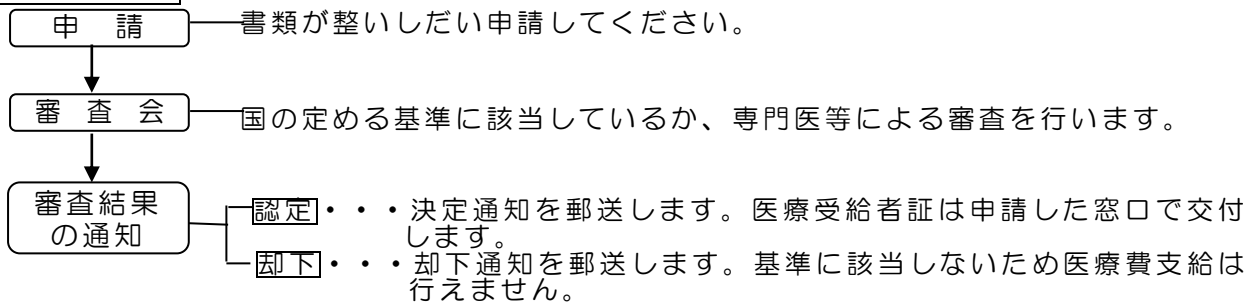 申　請　書類が整いしだい申請してください。
審　査　会　国の定める基準に該当しているか、専門医等による審査を行います。
審査結果
の通知
認定・・・決定通知を郵送します。医療受給者証は申請した窓口で交付
します。
却下・・・却下通知を郵送します。基準に該当しないため医療費支給は
行えません。